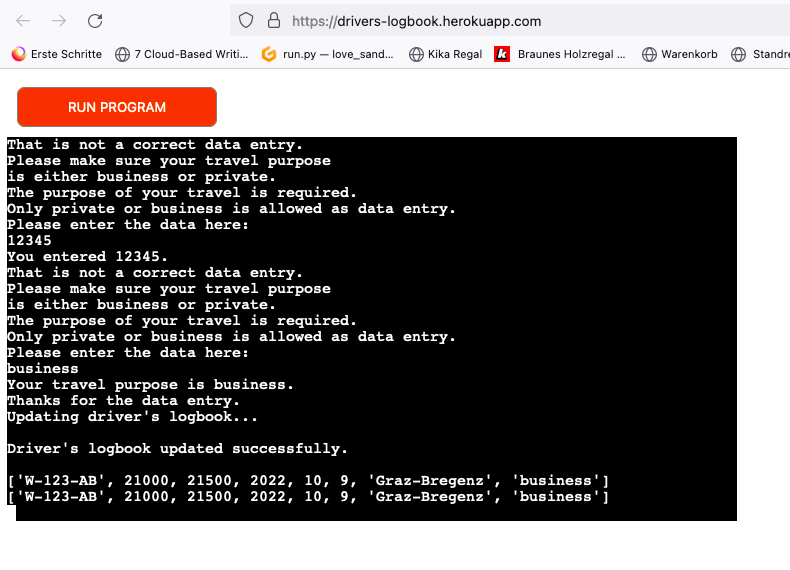 https://drivers-logbook.herokuapp.com
Erste Schritte 7 Cloud-Based Writi... run.py — love_sand... Kika Regal k Braunes Holzregal ... Warenkorb Standre
RUN PROGRAM
That is not a correct data entry.
Please make sure your travel purpose
is either business or private.
The purpose of your travel is required.
Only private or business is allowed as data entry.
Please enter the data here:
12345
You entered 12345.
That is not a correct data entry.
Please make sure your travel purpose
is either business or private.
The purpose of your travel is required.
Only private or business is allowed as data entry.
Please enter the data here:
business
Your travel purpose is business.
Thanks for the data entry.
Updating driver's logbook...
Driver's logbook updated successfully.
['W-123-AB', 21000, 21500, 2022, 10, 9, 'Graz-Bregenz', 'business']
['W-123-AB', 21000, 21500, 2022, 10, 9, 'Graz-Bregenz', 'business']